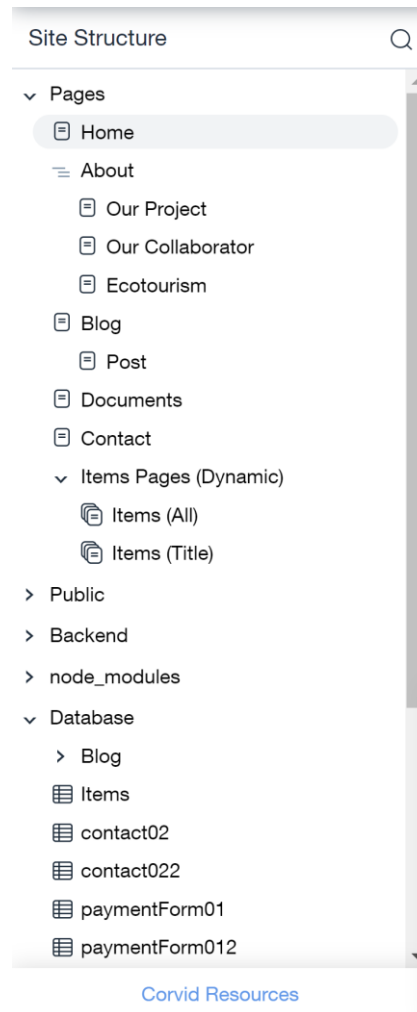 Site Structure
Pages
Home
About
Our Project
Our Collaborator
Ecotourism
Blog
Post
Documents
Contact
Items Pages (Dynamic)
Items (All)
Items (Title)
Public
Backend
node_modules
Database
Blog
Items
contact02
contact022
paymentForm01
paymentForm012
Corvid Resources